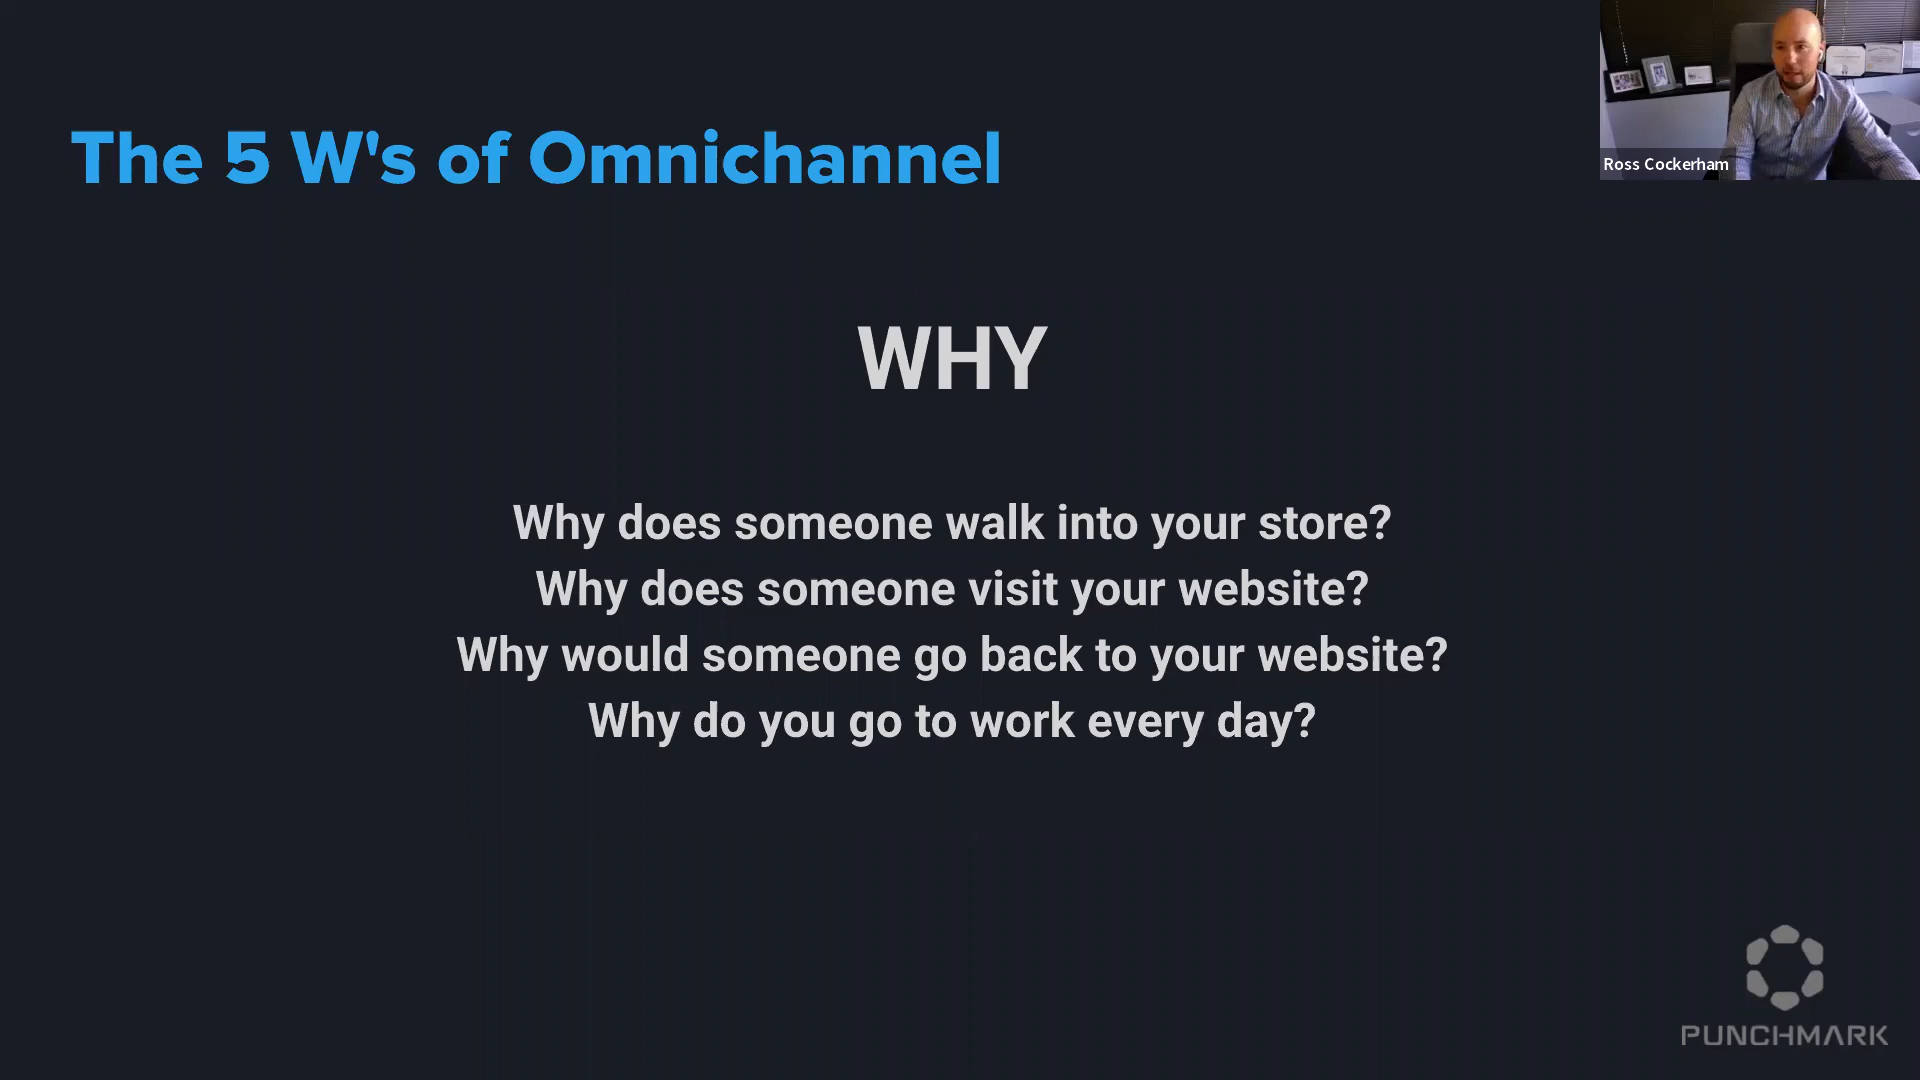 The 5 W's of Omnichannel
Ross Cockerham
WHY
Why does someone walk into your store?
Why does someone visit your website?
Why would someone go back to your website?
Why do you go to work every day?
PUNCHMARK